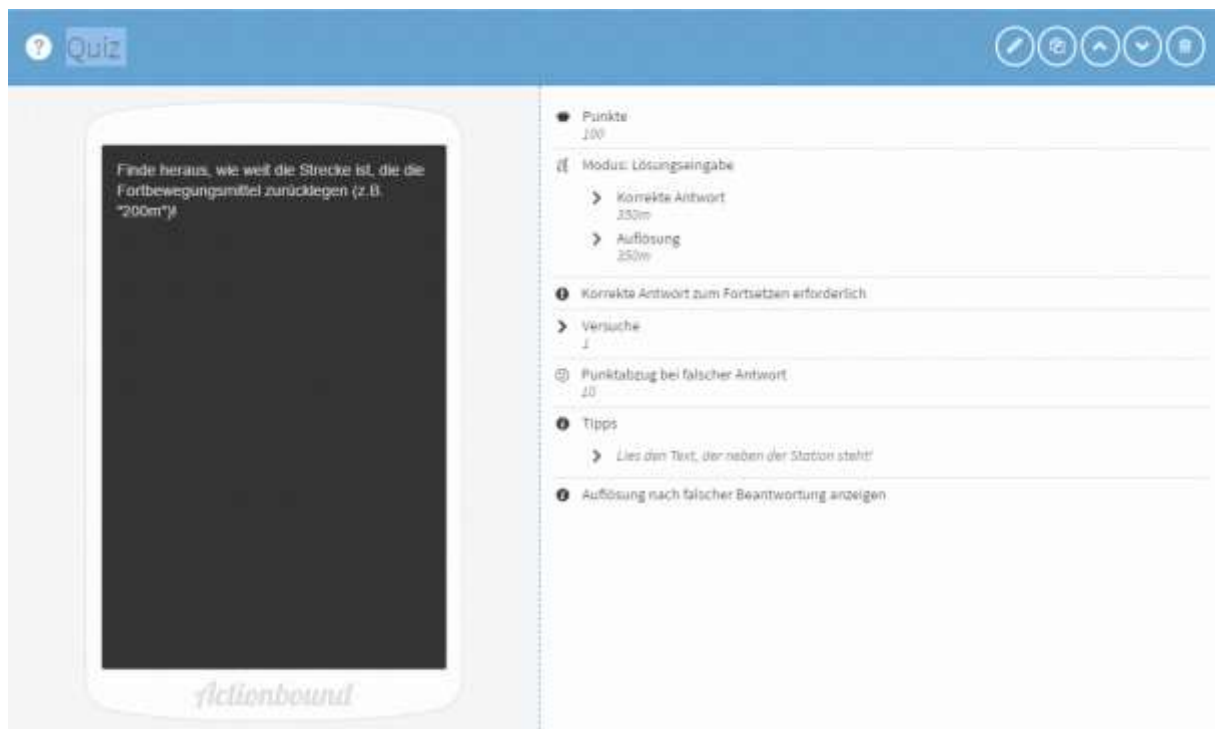 Quiz
Finde heraus, wie weit die Strecke ist, die die
Fortbewegungsmittel zurücklegen (z.B.
"200m")!
Actionbound
Punkte
100
Modus: Lösungseingabe
Korrekte Antwort
350m
Auflösung
350m
Korrekte Antwort zum Fortsetzen erforderlich
Versuche
1
Punktabzug bei falscher Antwort
10
Tipps
Lies den Text, der neben der Station steht!
Auflösung nach falscher Beantwortung anzeigen